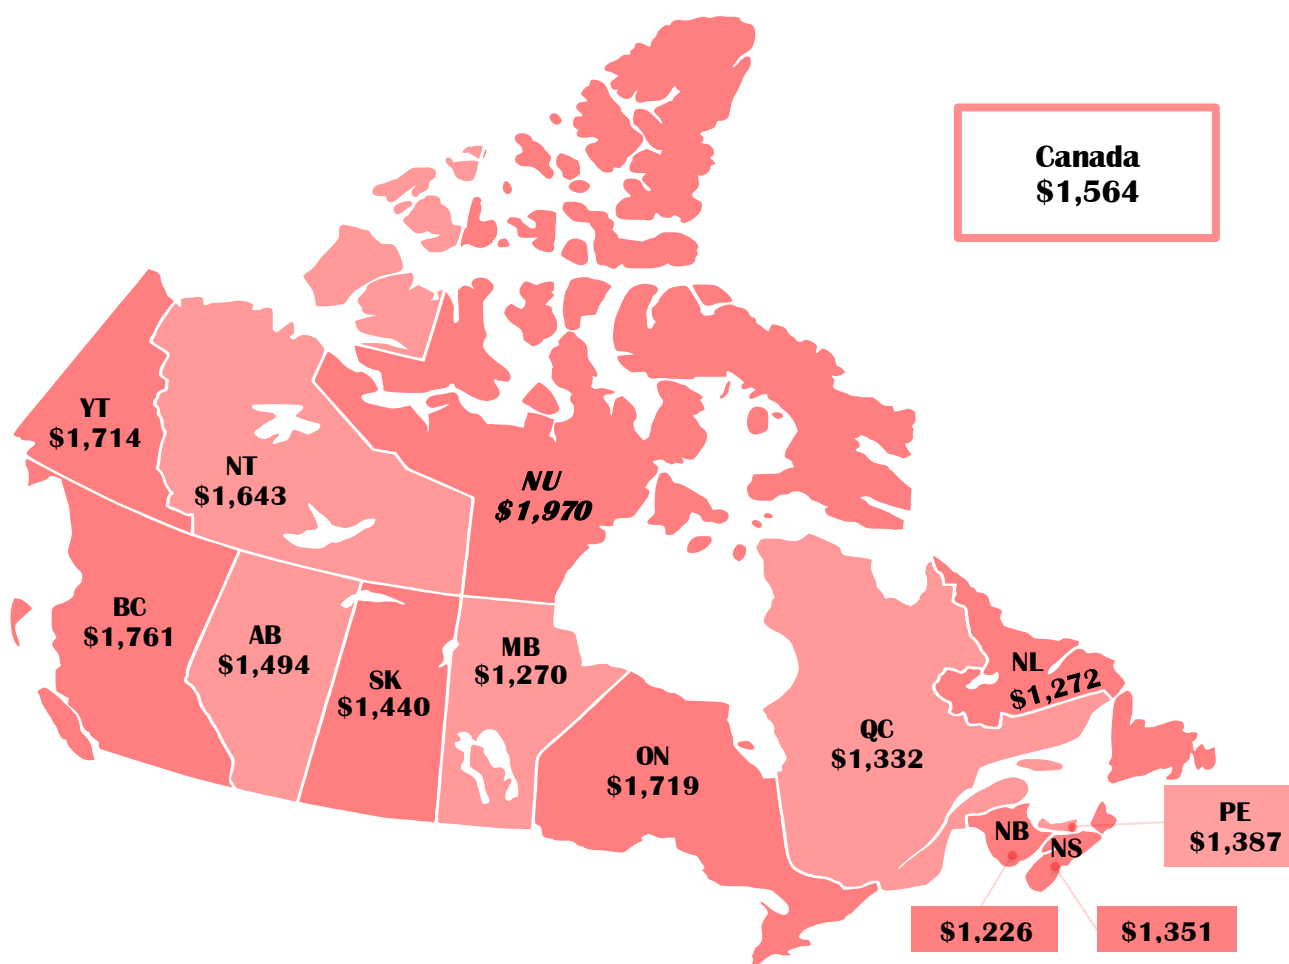 Canada
$1,564
YT
$1,714
NT
$1,643
NU
$1,970
BC
$1,761
AB
$1,494
SK
$1,440
MB
$1,270
ON
$1,719
QC
$1,332
NL
$1,272
PE
$1,387
NB
NS
$1,226
$1,351